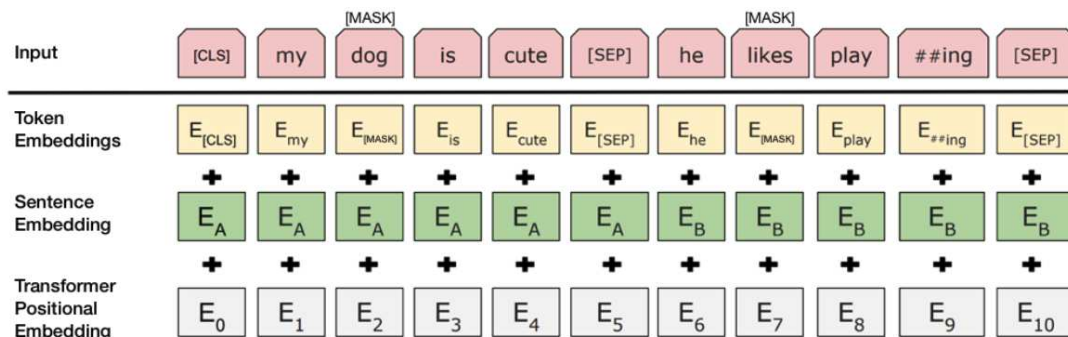 [MASK] [MASK]
Input [CLS] my dog is cute [SEP] he likes play ##ing [SEP]
Token
Embeddings
E[CLS] Emy E[MASK] Eis Ecute E[SEP] Ehe E[MASK] Eplay E##ing E[SEP]
+ + + + + + + + + + +
Sentence
Embedding
EA EA EA EA EA EA EB EB EB EB EB
+ + + + + + + + + + +
Transformer
Positional
Embedding
E0 E1 E2 E3 E4 E5 E6 E7 E8 E9 E10